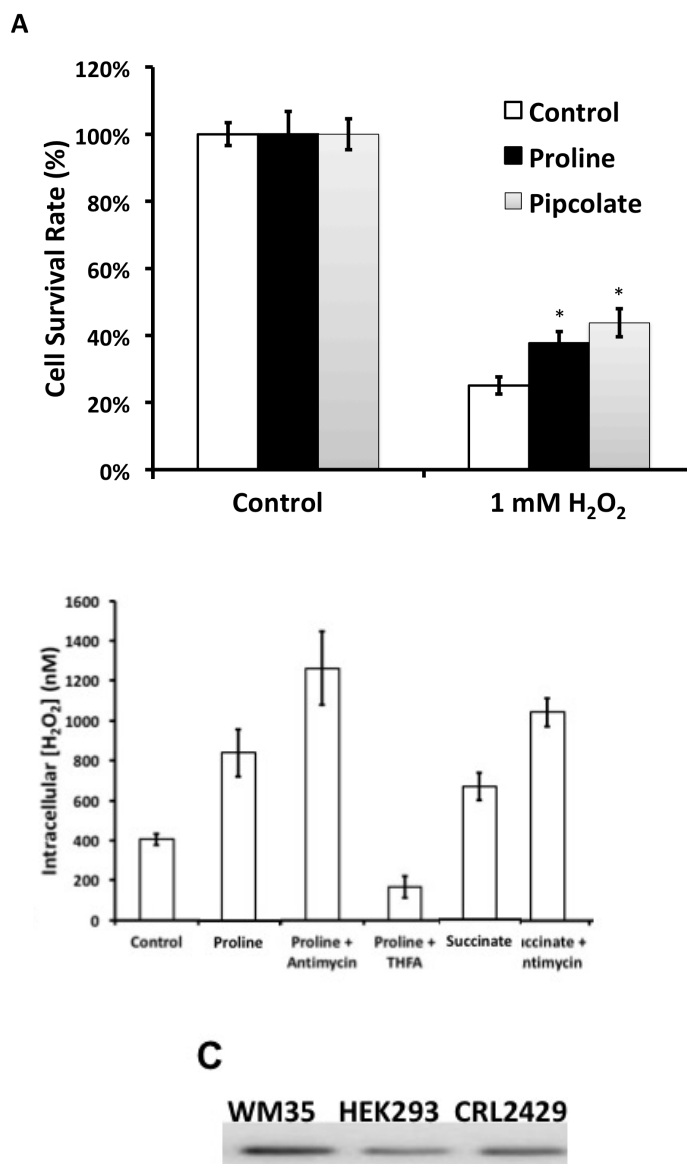 A
120%
100%
80%
60%
40%
20%
0%
Cell Survival Rate (%)
Control
Proline
Pipcolate
*
*
Control
1 mM H₂O₂
1600
1400
1200
1000
800
600
400
200
0
Intracellular [H₂O₂] (nM)
Control
Proline
Proline +
Antimycin
Proline +
THFA
Succinate
uccinate +
ntimycin
C
WM35 HEK293 CRL2429